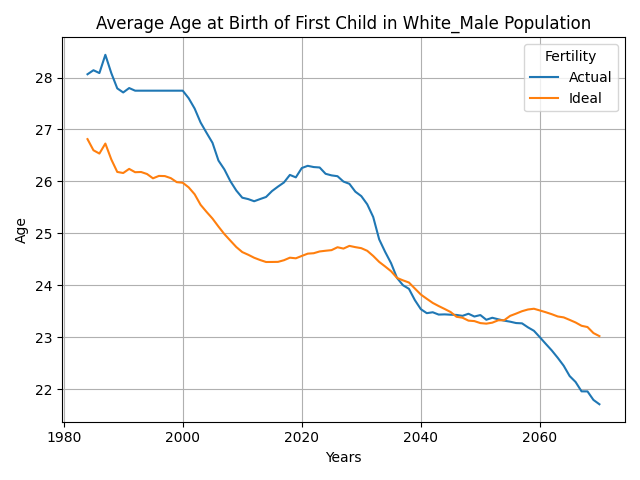 Average Age at Birth of First Child in White_Male Population
Fertility
Actual
Ideal
Age
28
27
26
25
24
23
22
1980
2000
2020
2040
2060
Years